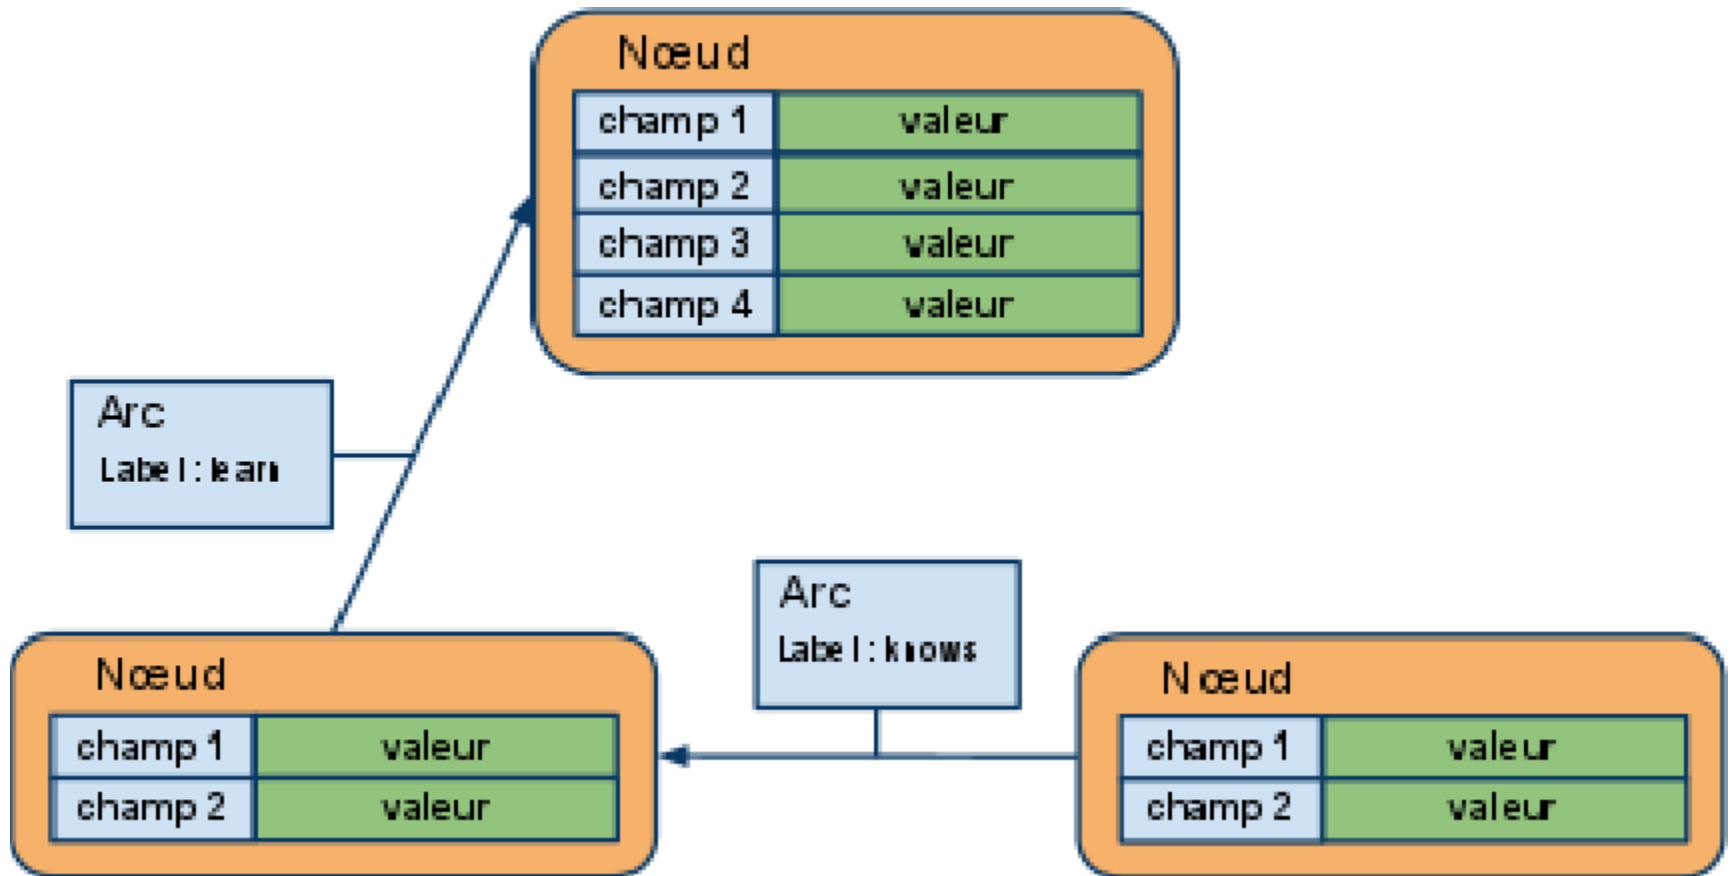 Nœud
champ 1 valeur
champ 2 valeur
champ 3 valeur
champ 4 valeur
Arc
Label : learn
Arc
Label : knows
Nœud
champ 1 valeur
champ 2 valeur
Nœud
champ 1 valeur
champ 2 valeur